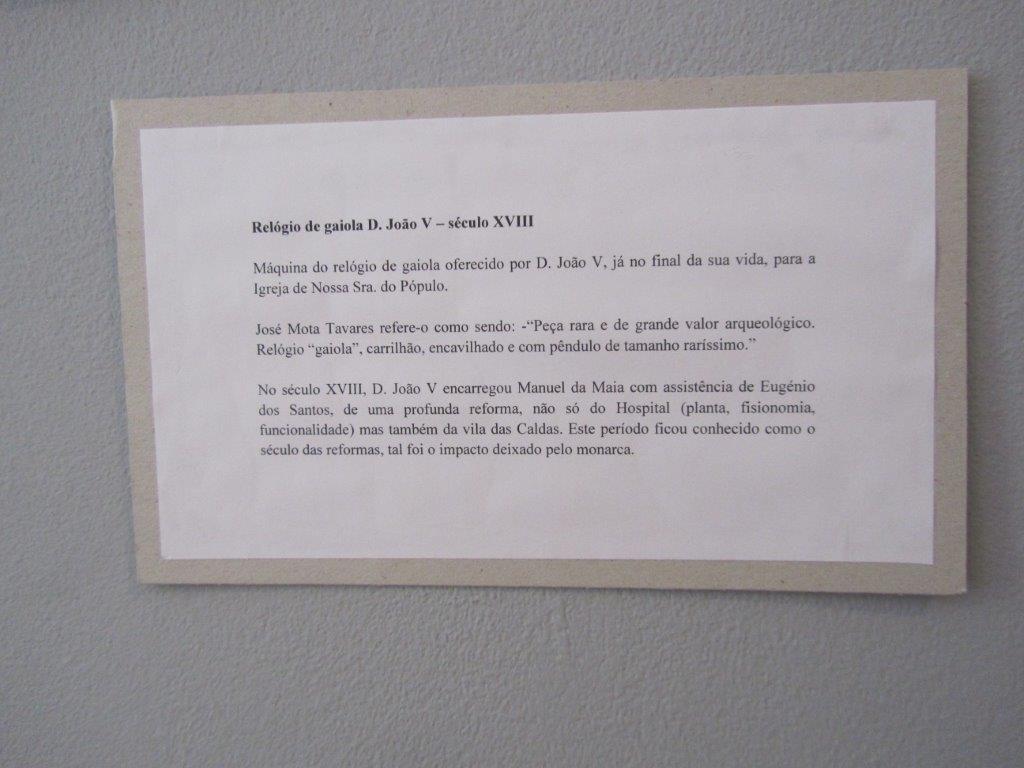 Relógio de gaiola D. João V – século XVIII
Máquina do relógio de gaiola oferecido por D. João V, já no final da sua vida, para a
Igreja de Nossa Sra. do Pópulo.
José Mota Tavares refere-o como sendo: -“Peça rara e de grande valor arqueológico.
Relógio “gaiola”, carrilhão, encavilhado e com pêndulo de tamanho raríssimo.”
No século XVIII, D. João V encarregou Manuel da Maia com assistência de Eugénio
dos Santos, de uma profunda reforma, não só do Hospital (planta, fisionomia,
funcionalidade) mas também da vila das Caldas. Este período ficou conhecido como o
século das reformas, tal foi o impacto deixado pelo monarca.